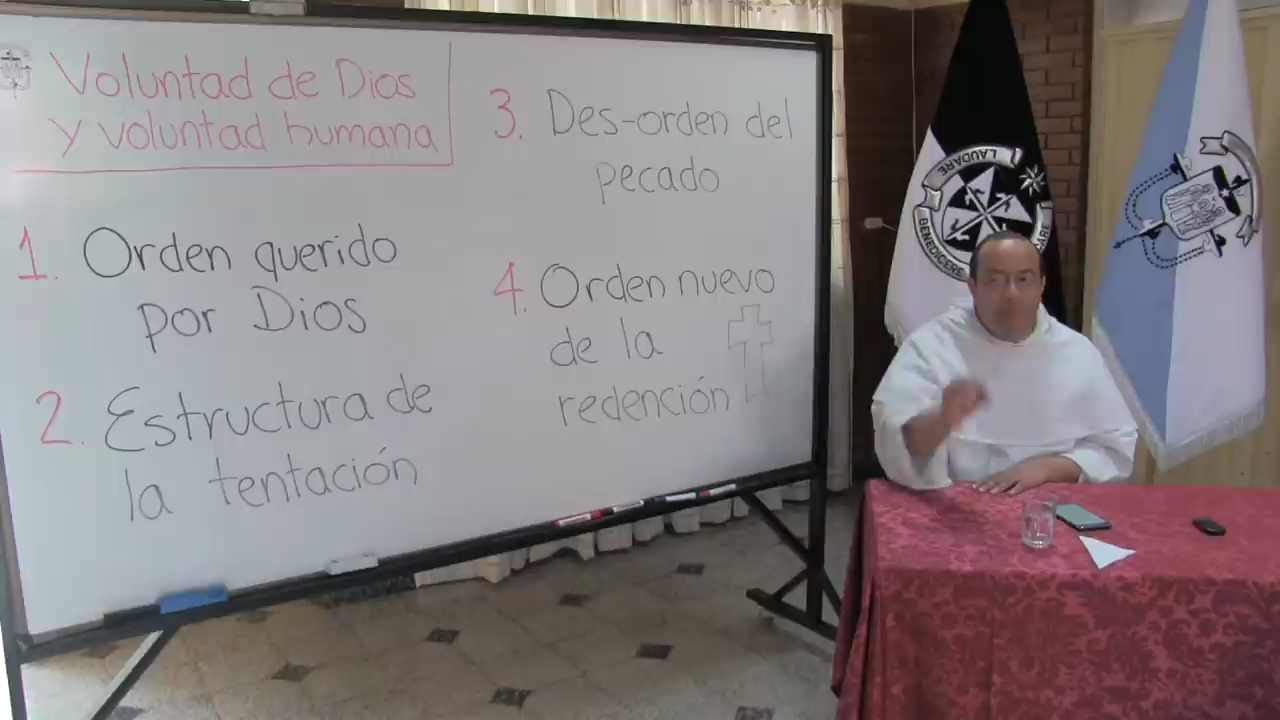 Voluntad de Dios
y voluntad humana
1. Orden querido
por Dios
2. Estructura de
la tentación
3. Des-orden del
pecado
4. Orden nuevo
de la
redención
LAUDARE
BENEDICERE